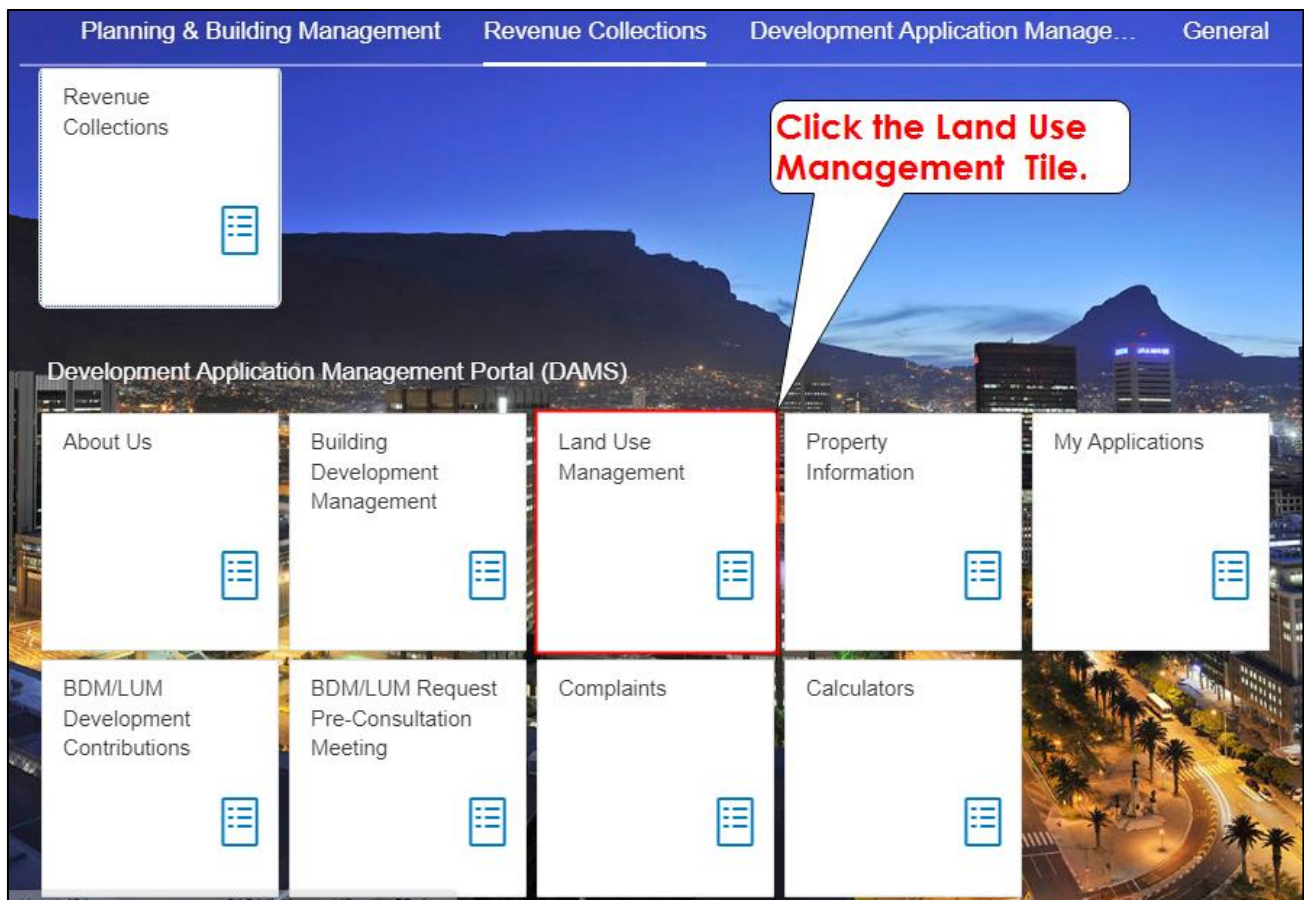 Planning & Building Management Revenue Collections Development Application Manage... General
Revenue
Collections
Click the Land Use
Management Tile.
Development Application Management Portal (DAMS)
About Us
Building
Development
Management
Land Use
Management
Property
Information
My Applications
BDM/LUM
Development
Contributions
BDM/LUM Request
Pre-Consultation
Meeting
Complaints
Calculators